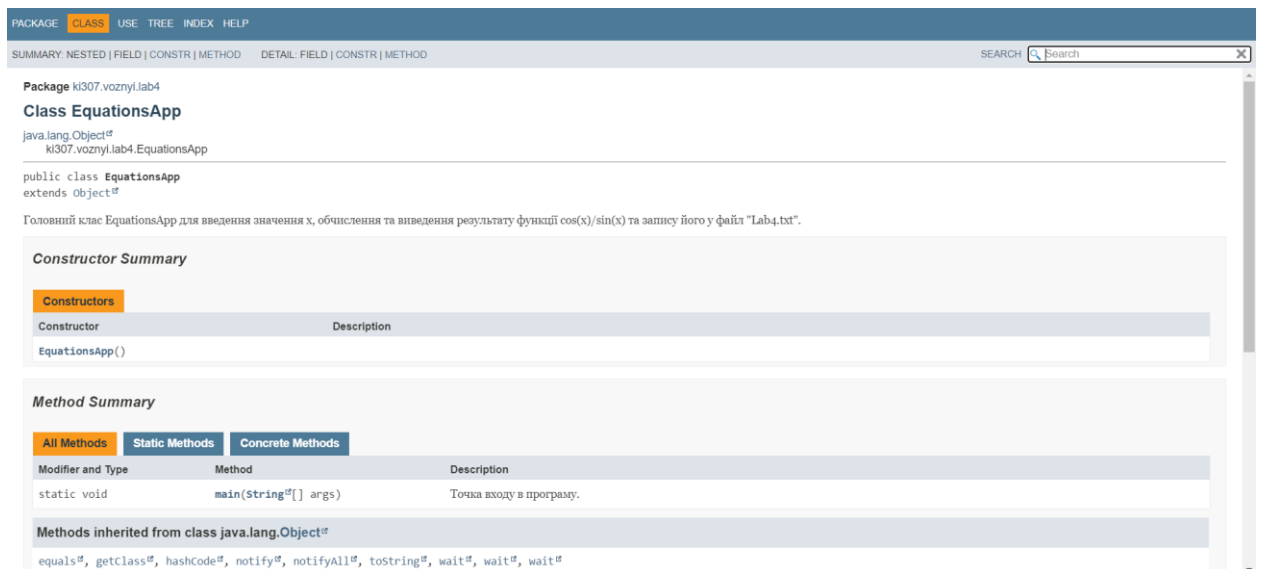 PACKAGE CLASS USE TREE INDEX HELP
SUMMARY: NESTED | FIELD | CONSTR | METHOD DETAIL: FIELD | CONSTR | METHOD SEARCH Search
Package ki307.voznyi.lab4
Class EquationsApp
java.lang.Object
ki307.voznyi.lab4.EquationsApp
public class EquationsApp
extends Object
Головний клас EquationsApp для введення значення x, обчислення та виведення результату функції cos(x)/sin(x) та запису його у файл "Lab4.txt".
Constructor Summary
Constructors
Constructor Description
EquationsApp()
Method Summary
All Methods Static Methods Concrete Methods
Modifier and Type Method Description
static void main(String[] args) Точка входу в програму.
Methods inherited from class java.lang.Object
equals, getClass, hashCode, notify, notifyAll, toString, wait, wait, wait